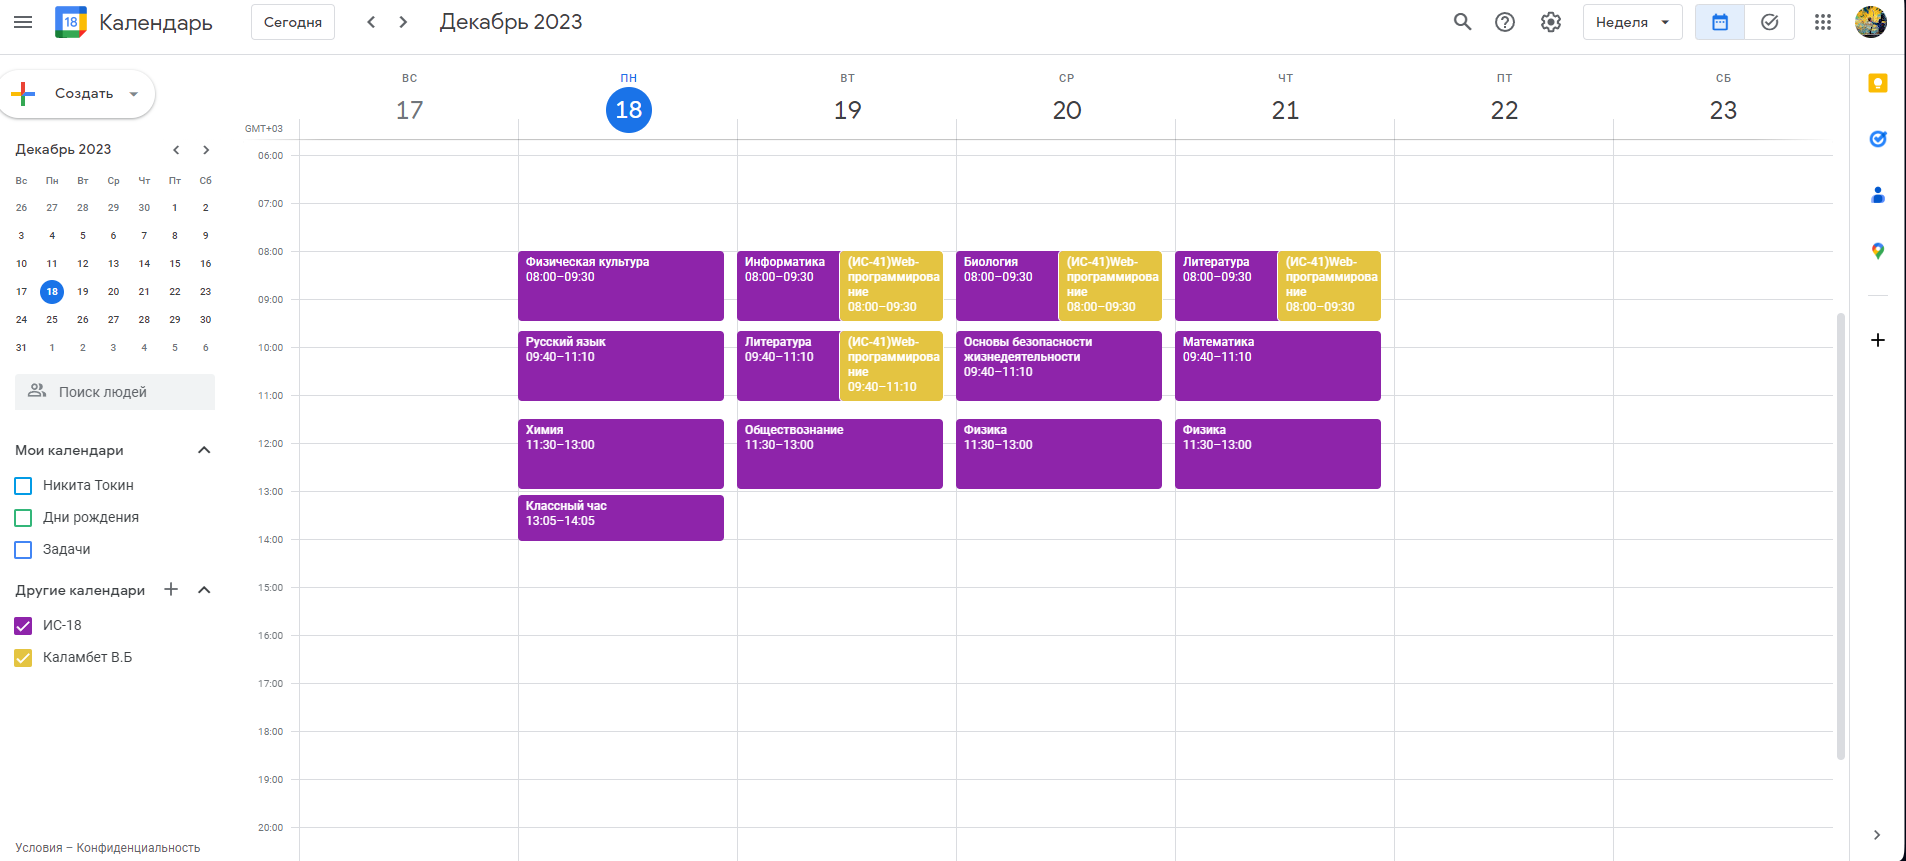 18
Календарь
Сегодня
Декабрь 2023
Неделя
Создать
Декабрь 2023
Вс Пн Вт Ср Чт Пт Сб
26 27 28 29 30 1 2
3 4 5 6 7 8 9
10 11 12 13 14 15 16
17 18 19 20 21 22 23
24 25 26 27 28 29 30
31 1 2 3 4 5 6
Поиск людей
Мои календари
Никита Токин
Дни рождения
Задачи
Другие календари
ИС-18
Каламбет В.Б
Условия – Конфиденциальность
GMT+03
ВС
17
ПН
18
ВТ
19
СР
20
ЧТ
21
ПТ
22
СБ
23
06:00
07:00
08:00
09:00
10:00
11:00
12:00
13:00
14:00
15:00
16:00
17:00
18:00
19:00
20:00
Физическая культура
08:00–09:30
Русский язык
09:40–11:10
Химия
11:30–13:00
Классный час
13:05–14:05
Информатика
08:00–09:30
(ИС-41)Web-
программирова
ние
08:00–09:30
Литература
09:40–11:10
(ИС-41)Web-
программирова
ние
09:40–11:10
Обществознание
11:30–13:00
Биология
08:00–09:30
(ИС-41)Web-
программирова
ние
08:00–09:30
Основы безопасности
жизнедеятельности
09:40–11:10
Физика
11:30–13:00
Литература
08:00–09:30
(ИС-41)Web-
программирова
ние
08:00–09:30
Математика
09:40–11:10
Физика
11:30–13:00